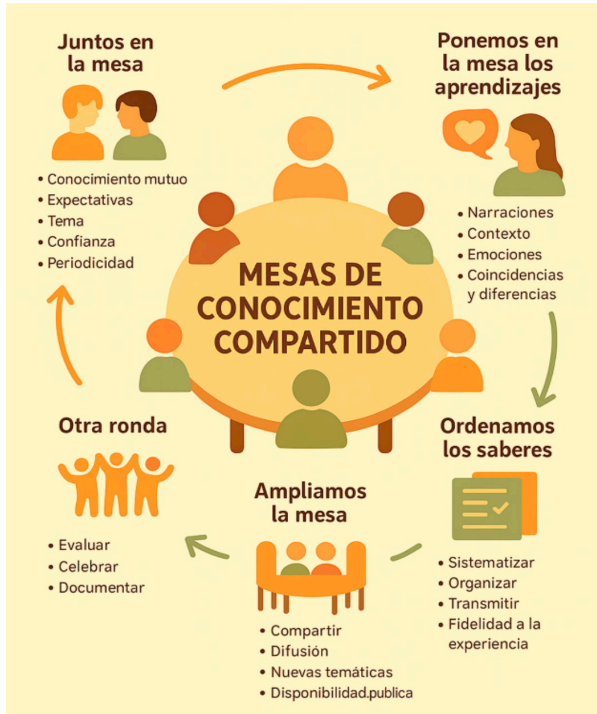 Juntos en
la mesa
• Conocimiento mutuo
• Expectativas
• Tema
• Confianza
• Periodicidad
Ponemos en
la mesa los
aprendizajes
• Narraciones
• Contexto
• Emociones
• Coincidencias
y diferencias
MESAS DE
CONOCIMIENTO
COMPARTIDO
Ordenamos
los saberes
• Sistematizar
• Organizar
• Transmitir
• Fidelidad a la
experiencia
Ampliamos
la mesa
• Compartir
• Difusión
• Nuevas temáticas
• Disponibilidad.publica
Otra ronda
• Evaluar
• Celebrar
• Documentar